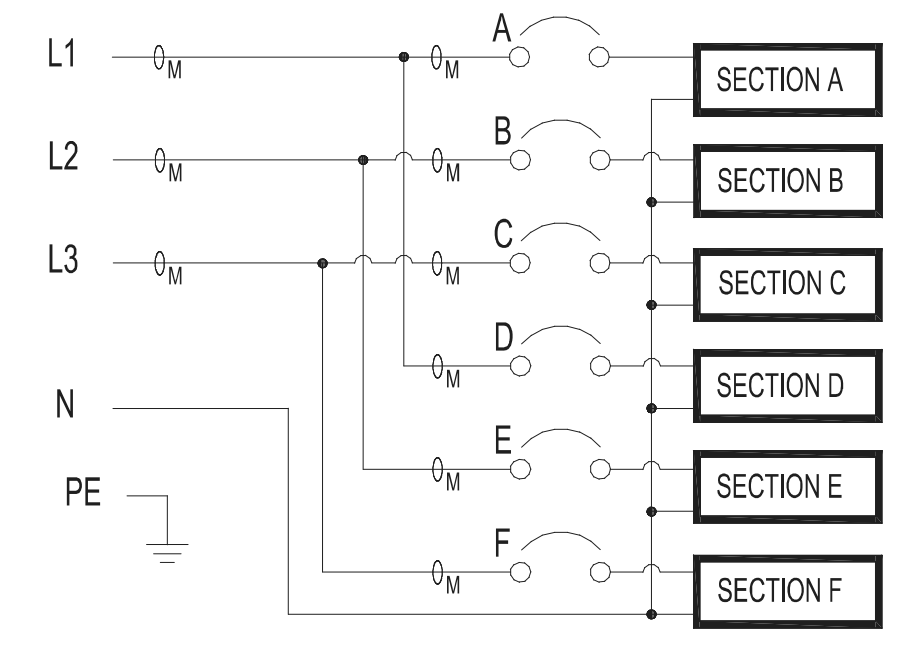 L1 M M A SECTION A
L2 M M B SECTION B
L3 M M C SECTION C
M D SECTION D
N
M E SECTION E
PE
M F SECTION F